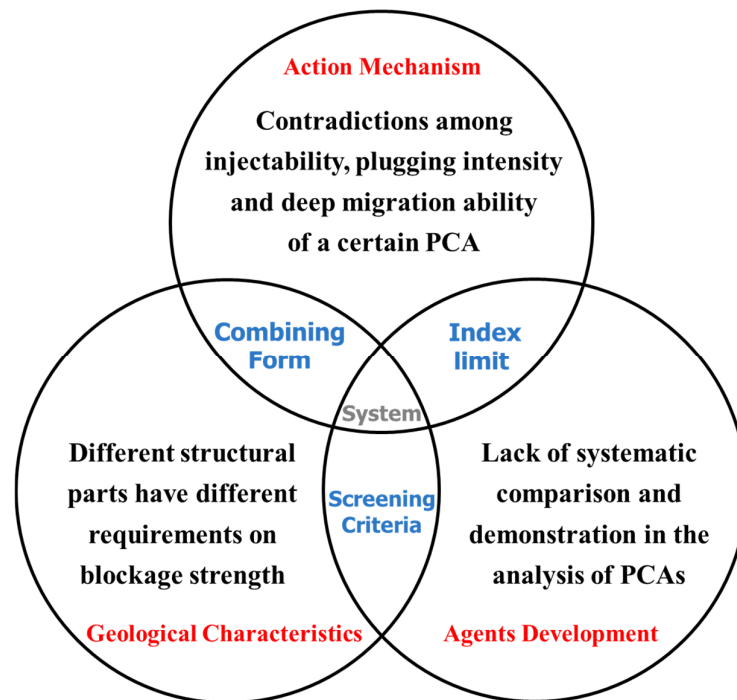 Action Mechanism
Contradictions among
injectability, plugging intensity
and deep migration ability
of a certain PCA
Combining
Form
Index
limit
System
Different structural
parts have different
requirements on
blockage strength
Screening
Criteria
Lack of systematic
comparison and
demonstration in the
analysis of PCAs
Geological Characteristics
Agents Development